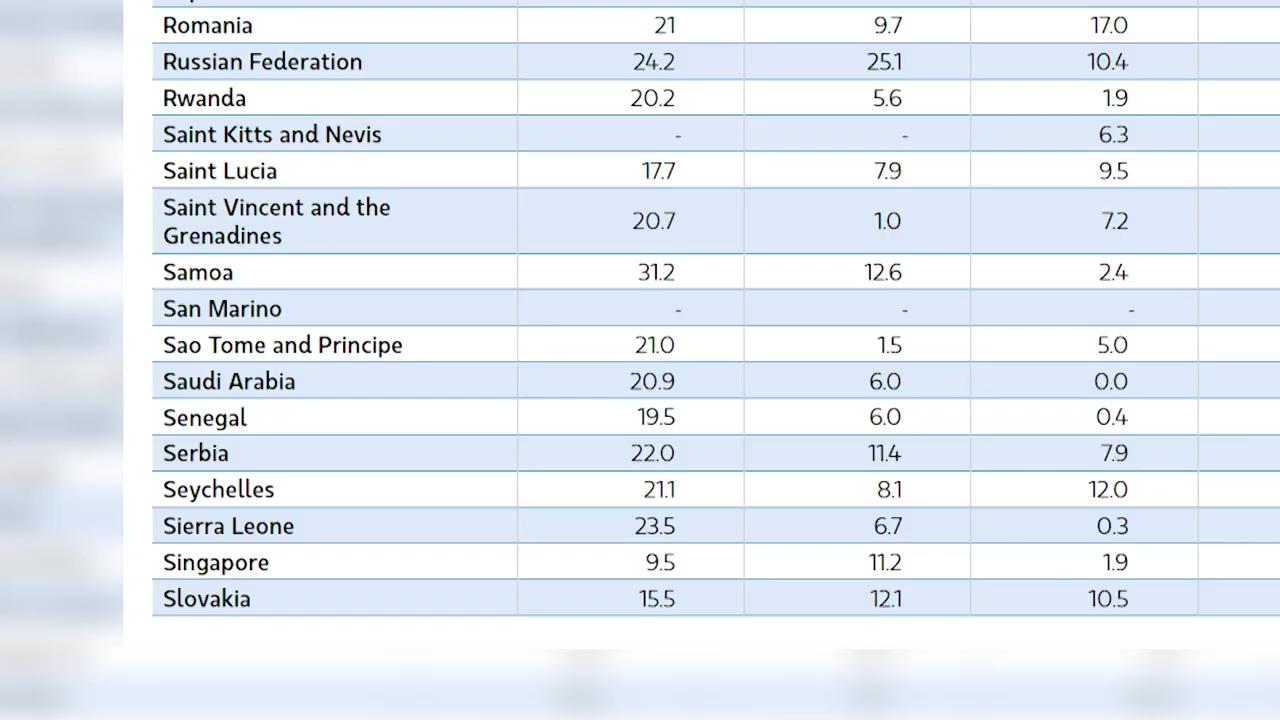 Romania 21 9.7 17.0
Russian Federation 24.2 25.1 10.4
Rwanda 20.2 5.6 1.9
Saint Kitts and Nevis - - 6.3
Saint Lucia 17.7 7.9 9.5
Saint Vincent and the
Grenadines 20.7 1.0 7.2
Samoa 31.2 12.6 2.4
San Marino - - -
Sao Tome and Principe 21.0 1.5 5.0
Saudi Arabia 20.9 6.0 0.0
Senegal 19.5 6.0 0.4
Serbia 22.0 11.4 7.9
Seychelles 21.1 8.1 12.0
Sierra Leone 23.5 6.7 0.3
Singapore 9.5 11.2 1.9
Slovakia 15.5 12.1 10.5